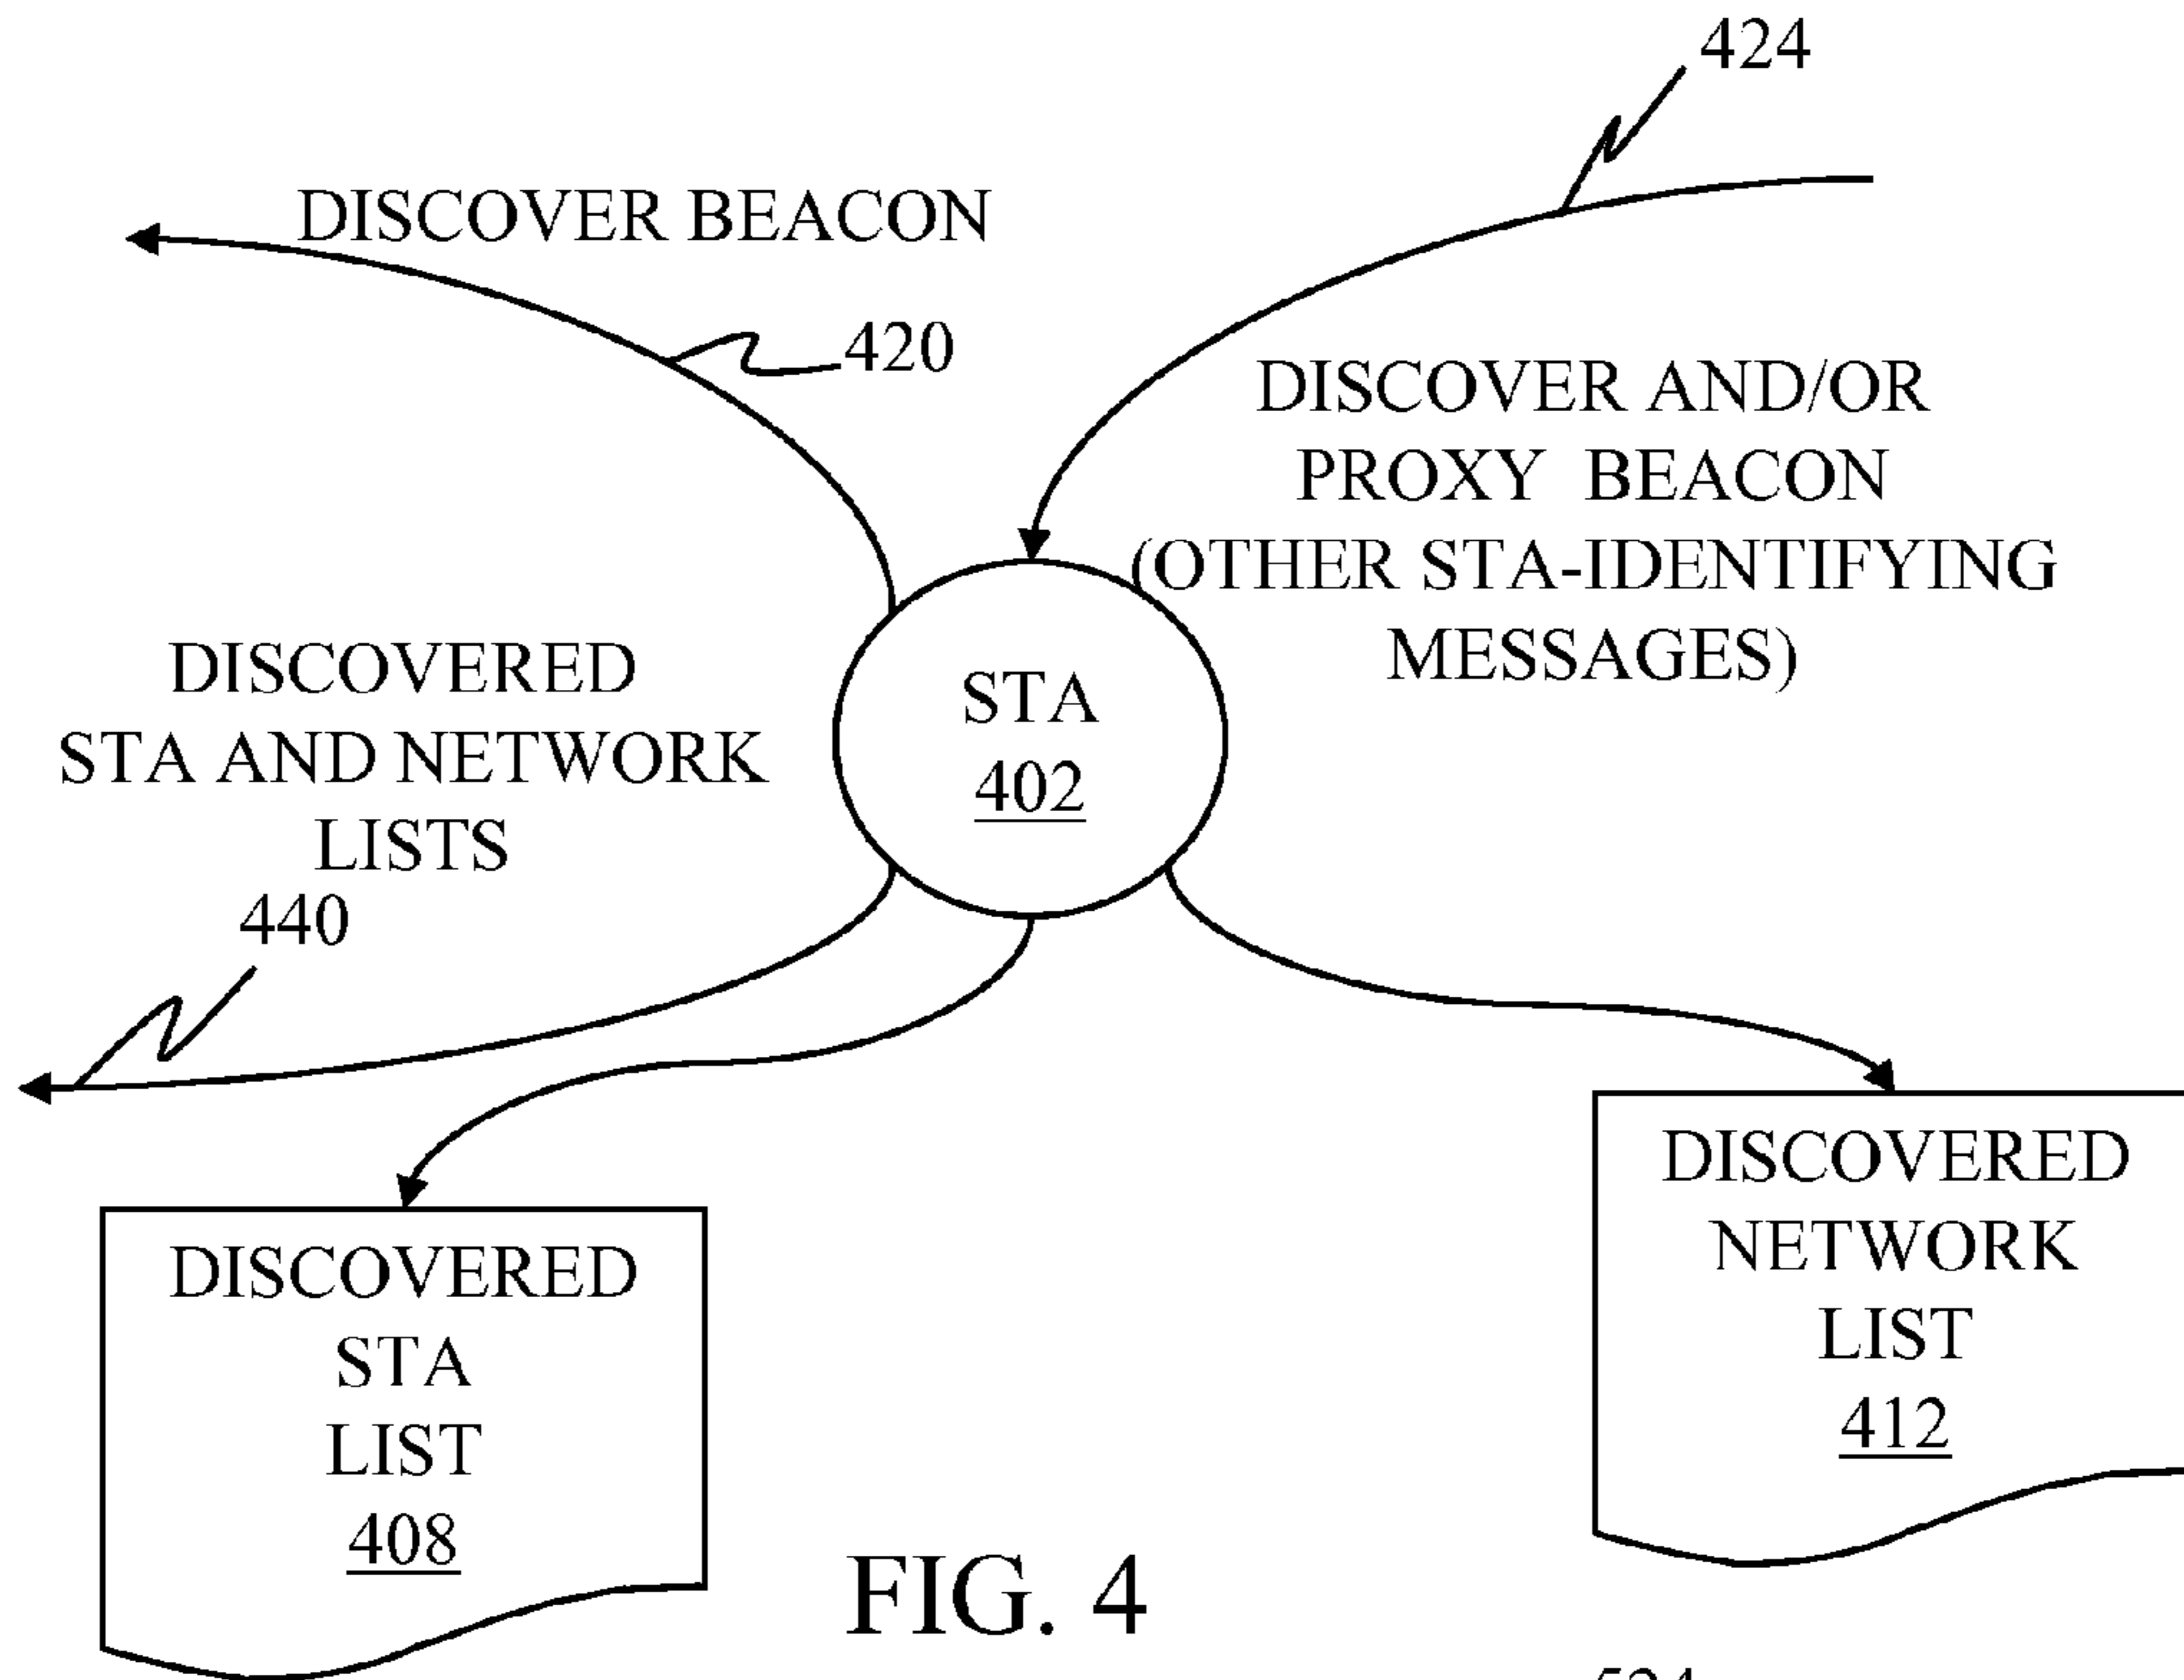 424
DISCOVER BEACON
420
DISCOVER AND/OR
PROXY BEACON
(OTHER STA-IDENTIFYING
MESSAGES)
DISCOVERED
STA AND NETWORK
LISTS
440
STA
402
DISCOVERED
STA
LIST
408
DISCOVERED
NETWORK
LIST
412
FIG. 4